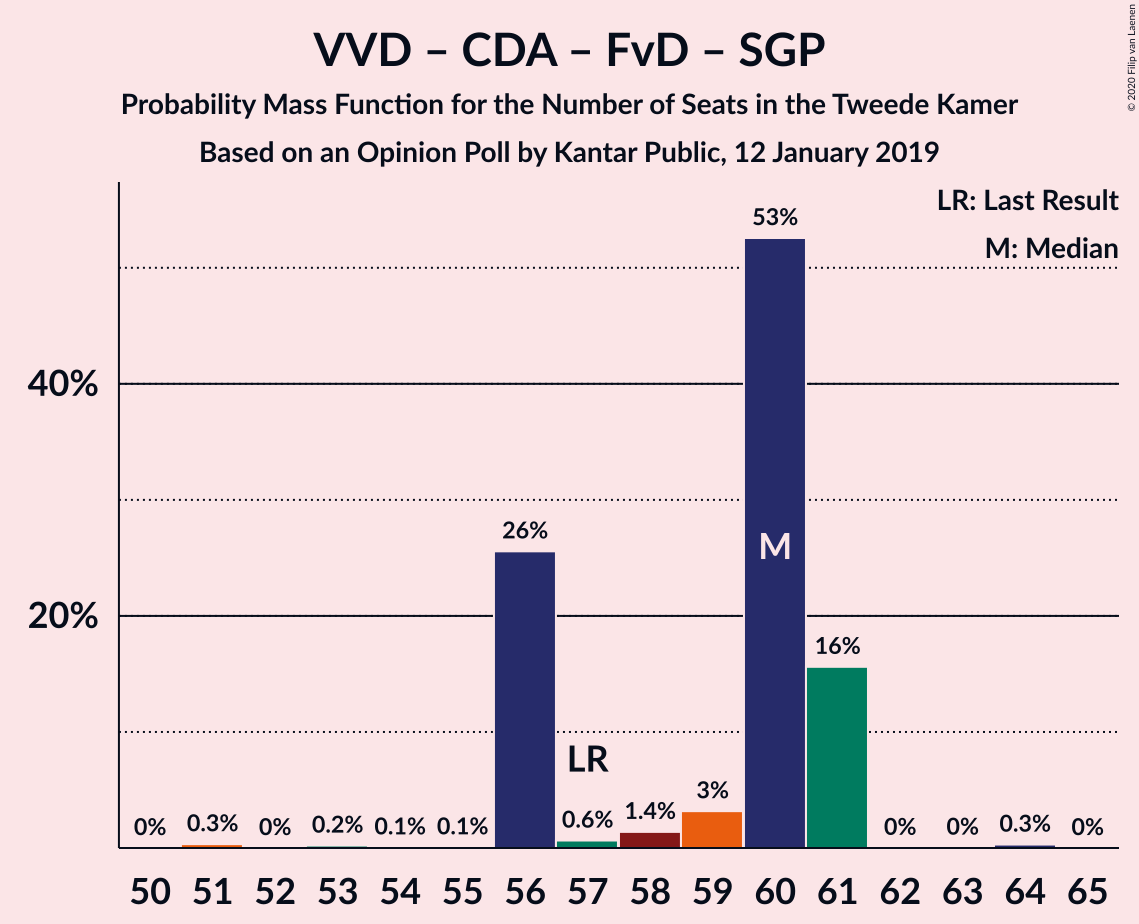 VVD – CDA – FvD – SGP
Probability Mass Function for the Number of Seats in the Tweede Kamer
Based on an Opinion Poll by Kantar Public, 12 January 2019
© 2020 Filip van Laenen
LR: Last Result
M: Median
40%
20%
0% 0.3% 0% 0.2% 0.1% 0.1% 26% 0.6% 1.4% 3% 53% 16% 0% 0% 0.3% 0%
LR
M
50 51 52 53 54 55 56 57 58 59 60 61 62 63 64 65